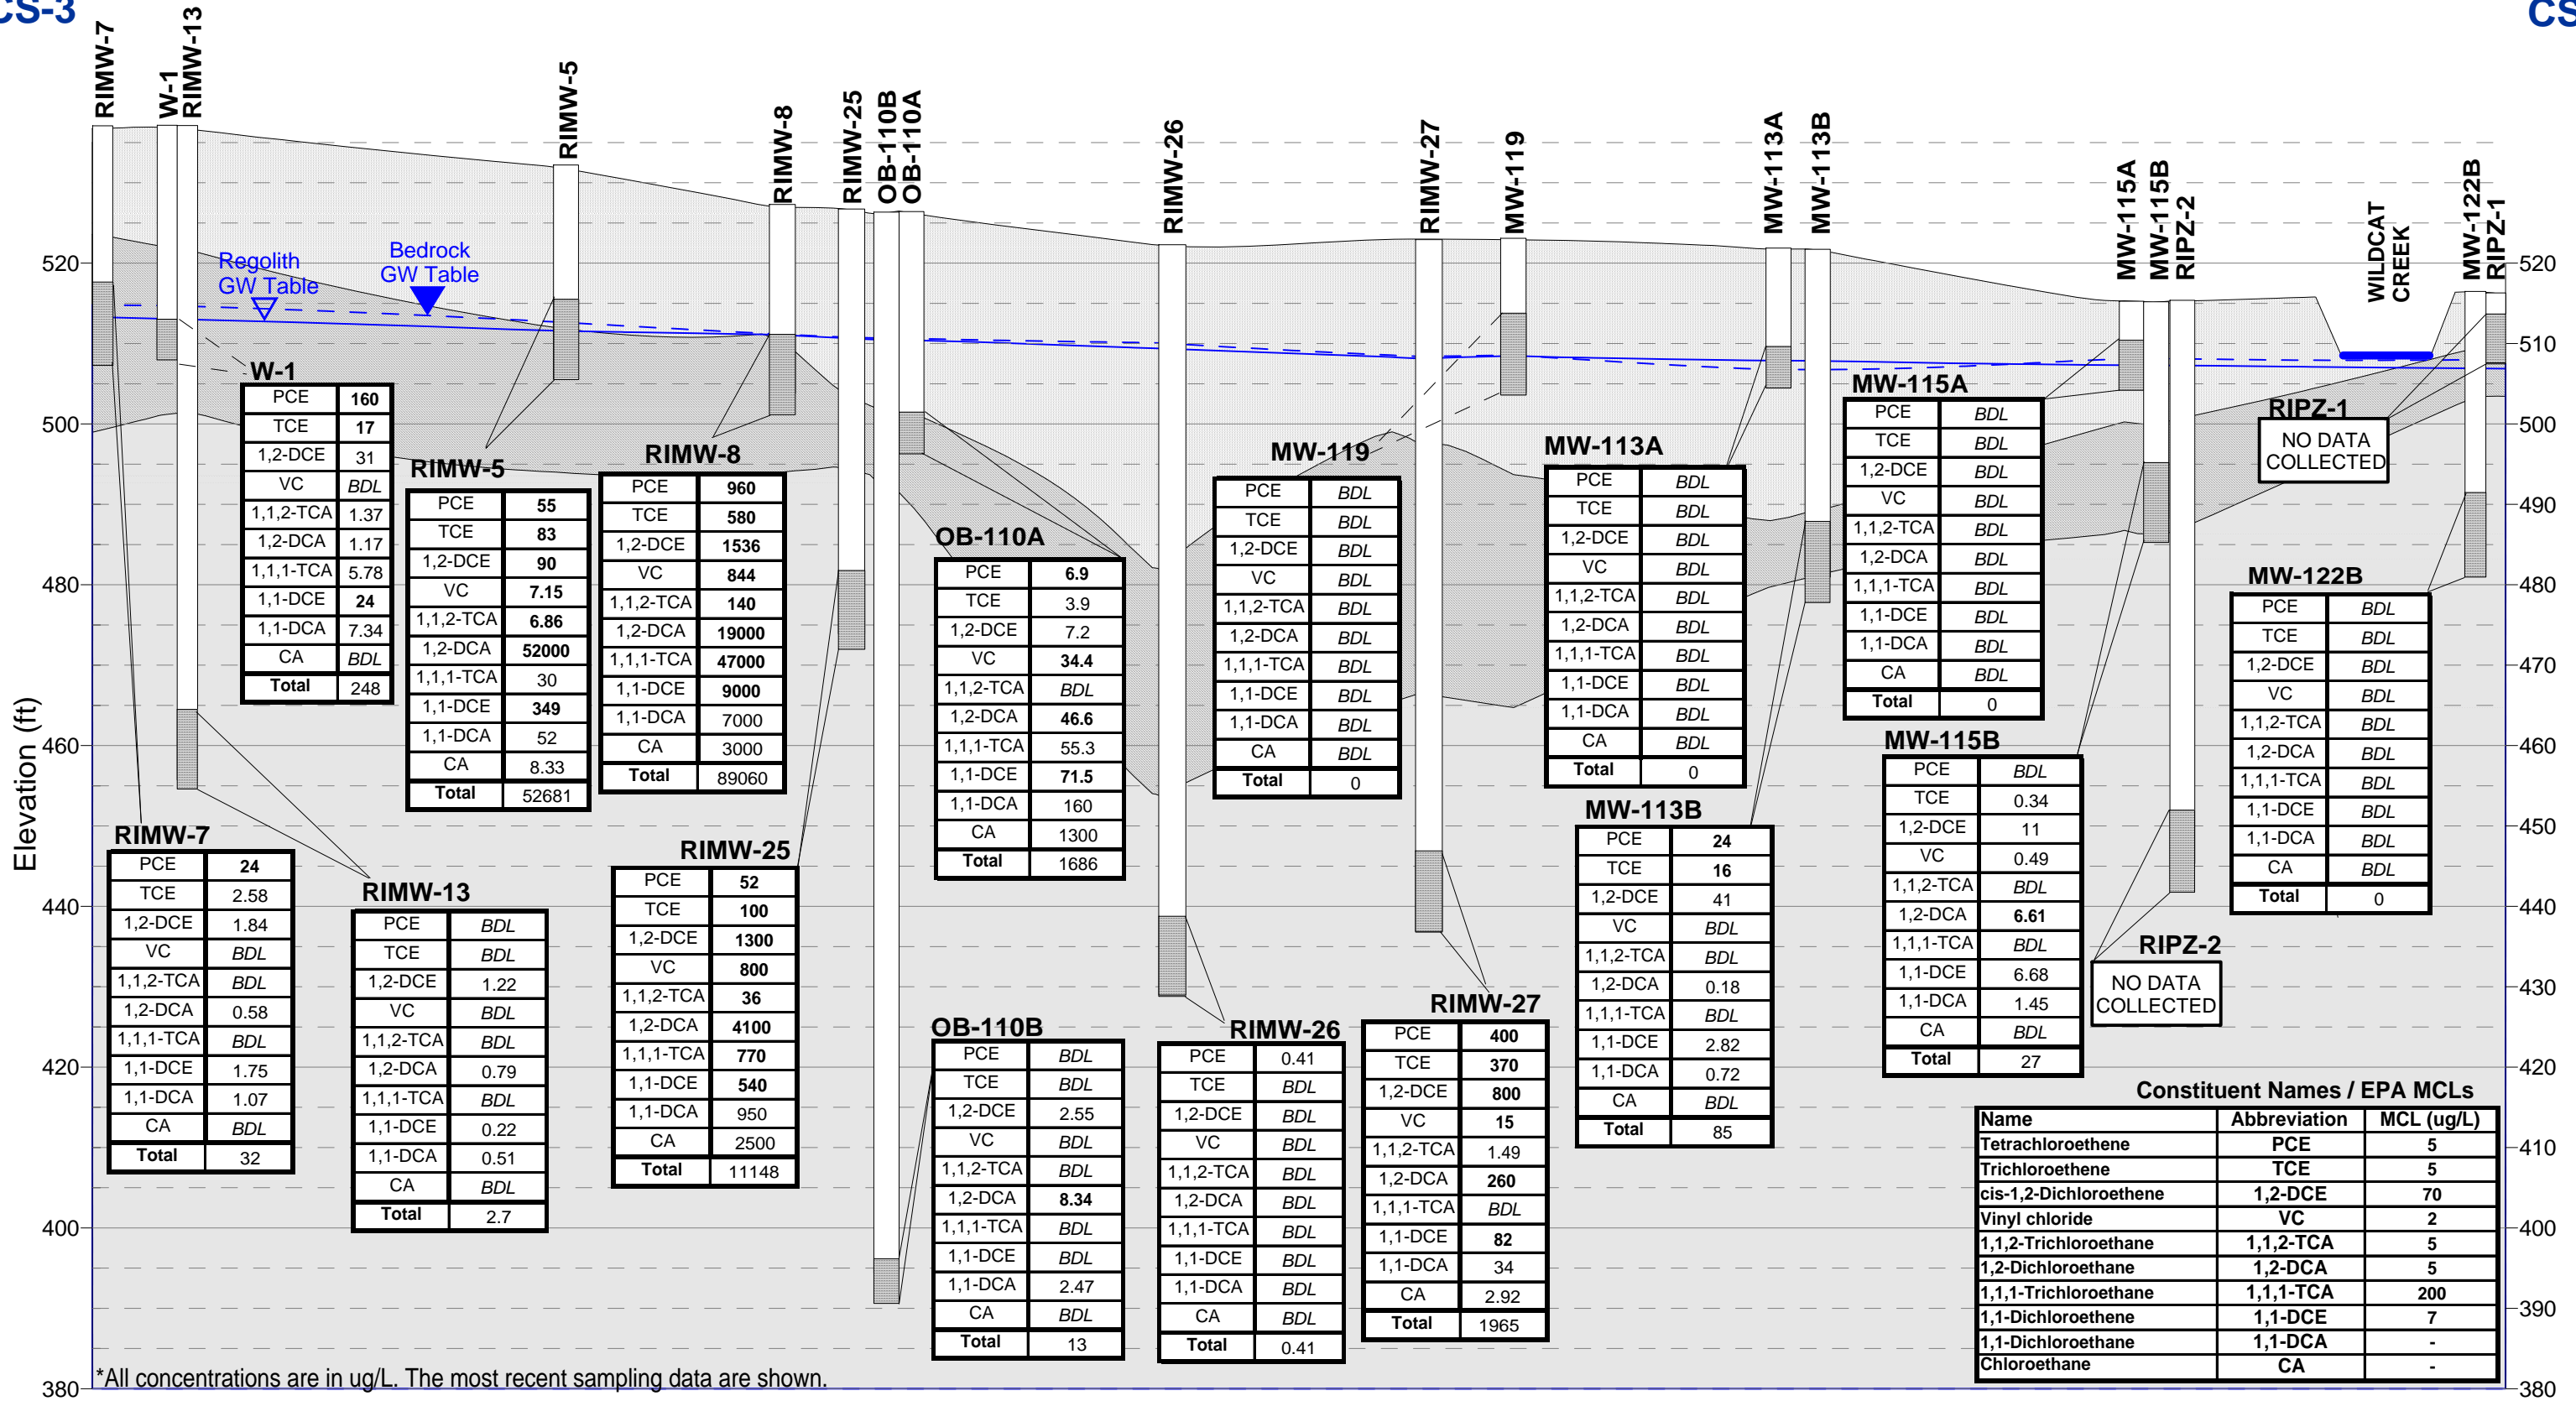 CS-3
CS
RIMW-7
W-1
RIMW-13
RIMW-5
RIMW-8
RIMW-25
OB-110B
OB-110A
RIMW-26
RIMW-27
MW-119
MW-113A
MW-113B
MW-115A
MW-115B
RIPZ-2
WILDCAT
CREEK
MW-122B
RIPZ-1
Elevation (ft)
520
500
480
460
440
420
400
380
520
510
500
490
480
470
460
450
440
430
420
410
400
390
380
Regolith
GW Table
Bedrock
GW Table
W-1
PCE 160
TCE 17
1,2-DCE 31
VC BDL
1,1,2-TCA 1.37
1,2-DCA 1.17
1,1,1-TCA 5.78
1,1-DCE 24
1,1-DCA 7.34
CA BDL
Total 248
RIMW-5
PCE 55
TCE 83
1,2-DCE 90
VC 7.15
1,1,2-TCA 6.86
1,2-DCA 52000
1,1,1-TCA 30
1,1-DCE 349
1,1-DCA 52
CA 8.33
Total 52681
RIMW-8
PCE 960
TCE 580
1,2-DCE 1536
VC 844
1,1,2-TCA 140
1,2-DCA 19000
1,1,1-TCA 47000
1,1-DCE 9000
1,1-DCA 7000
CA 3000
Total 89060
OB-110A
PCE 6.9
TCE 3.9
1,2-DCE 7.2
VC 34.4
1,1,2-TCA BDL
1,2-DCA 46.6
1,1,1-TCA 55.3
1,1-DCE 71.5
1,1-DCA 160
CA 1300
Total 1686
MW-119
PCE BDL
TCE BDL
1,2-DCE BDL
VC BDL
1,1,2-TCA BDL
1,2-DCA BDL
1,1,1-TCA BDL
1,1-DCE BDL
1,1-DCA BDL
CA BDL
Total 0
MW-113A
PCE BDL
TCE BDL
1,2-DCE BDL
VC BDL
1,1,2-TCA BDL
1,2-DCA BDL
1,1,1-TCA BDL
1,1-DCE BDL
1,1-DCA BDL
CA BDL
Total 0
MW-115A
PCE BDL
TCE BDL
1,2-DCE BDL
VC BDL
1,1,2-TCA BDL
1,2-DCA BDL
1,1,1-TCA BDL
1,1-DCE BDL
1,1-DCA BDL
CA BDL
Total 0
RIPZ-1
NO DATA
COLLECTED
MW-122B
PCE BDL
TCE BDL
1,2-DCE BDL
VC BDL
1,1,2-TCA BDL
1,2-DCA BDL
1,1,1-TCA BDL
1,1-DCE BDL
1,1-DCA BDL
CA BDL
Total 0
RIMW-7
PCE 24
TCE 2.58
1,2-DCE 1.84
VC BDL
1,1,2-TCA BDL
1,2-DCA 0.58
1,1,1-TCA BDL
1,1-DCE 1.75
1,1-DCA 1.07
CA BDL
Total 32
RIMW-13
PCE BDL
TCE BDL
1,2-DCE 1.22
VC BDL
1,1,2-TCA BDL
1,2-DCA 0.79
1,1,1-TCA BDL
1,1-DCE 0.22
1,1-DCA 0.51
CA BDL
Total 2.7
RIMW-25
PCE 52
TCE 100
1,2-DCE 1300
VC 800
1,1,2-TCA 36
1,2-DCA 4100
1,1,1-TCA 770
1,1-DCE 540
1,1-DCA 950
CA 2500
Total 11148
OB-110B
PCE BDL
TCE BDL
1,2-DCE 2.55
VC BDL
1,1,2-TCA BDL
1,2-DCA 8.34
1,1,1-TCA BDL
1,1-DCE BDL
1,1-DCA 2.47
CA BDL
Total 13
RIMW-26
PCE 0.41
TCE BDL
1,2-DCE BDL
VC BDL
1,1,2-TCA BDL
1,2-DCA BDL
1,1,1-TCA BDL
1,1-DCE BDL
1,1-DCA BDL
CA BDL
Total 0.41
RIMW-27
PCE 400
TCE 370
1,2-DCE 800
VC 15
1,1,2-TCA 1.49
1,2-DCA 260
1,1,1-TCA BDL
1,1-DCE 82
1,1-DCA 34
CA 2.92
Total 1965
MW-113B
PCE 24
TCE 16
1,2-DCE 41
VC BDL
1,1,2-TCA BDL
1,2-DCA 0.18
1,1,1-TCA BDL
1,1-DCE 2.82
1,1-DCA 0.72
CA BDL
Total 85
MW-115B
PCE BDL
TCE 0.34
1,2-DCE 11
VC 0.49
1,1,2-TCA BDL
1,2-DCA 6.61
1,1,1-TCA BDL
1,1-DCE 6.68
1,1-DCA 1.45
CA BDL
Total 27
RIPZ-2
NO DATA
COLLECTED
Constituent Names / EPA MCLs
Name Abbreviation MCL (ug/L)
Tetrachloroethene PCE 5
Trichloroethene TCE 5
cis-1,2-Dichloroethene 1,2-DCE 70
Vinyl chloride VC 2
1,1,2-Trichloroethane 1,1,2-TCA 5
1,2-Dichloroethane 1,2-DCA 5
1,1,1-Trichloroethane 1,1,1-TCA 200
1,1-Dichloroethene 1,1-DCE 7
1,1-Dichloroethane 1,1-DCA -
Chloroethane CA -
*All concentrations are in ug/L. The most recent sampling data are shown.